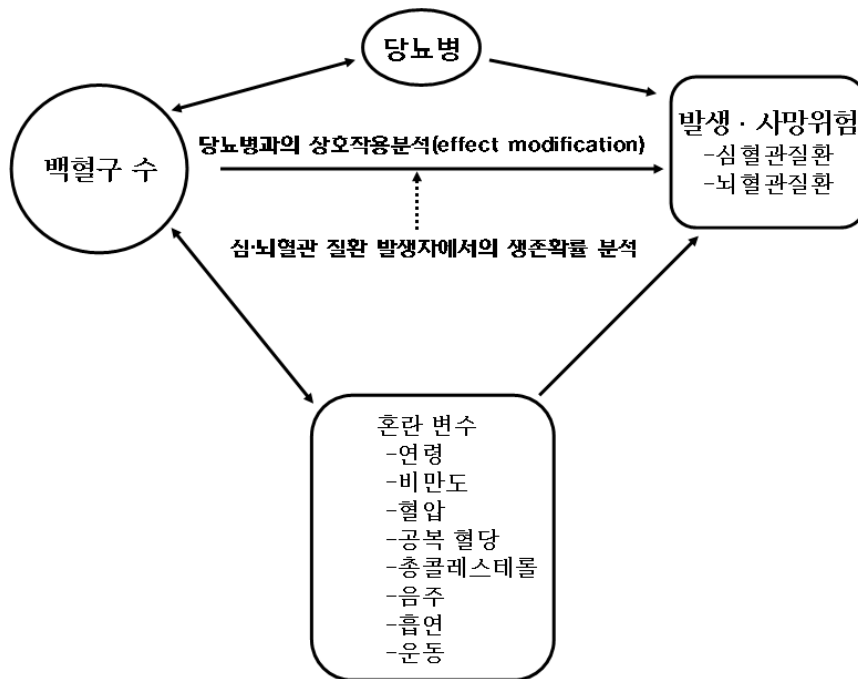 당뇨병
백혈구 수
당뇨병과의 상호작용분석(effect modification)
발생 · 사망위험
-심혈관질환
-뇌혈관질환
심·뇌혈관 질환 발생자에서의 생존확률 분석
혼란 변수
-연령
-비만도
-혈압
-공복 혈당
-총콜레스테롤
-음주
-흡연
-운동